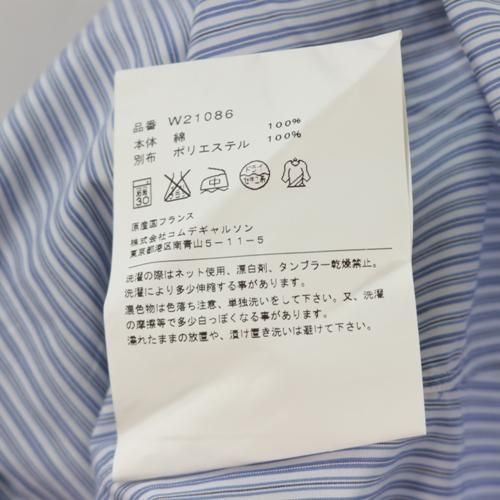 品番 W21086
本体 綿 100%
別布 ポリエステル 100%
30 中 ドライ
原産国フランス
株式会社コムデギャルソン
東京都港区南青山5-11-5
洗濯の際はネット使用、漂白剤、タンブラー乾燥禁止。
洗濯により多少伸縮する事があります。
濃色物は色落ち注意、単独洗いをして下さい。又、洗濯
の摩擦等で多少白っぽくなる事があります。
濡れたままの放置や、漬け置き洗いは避けて下さい。